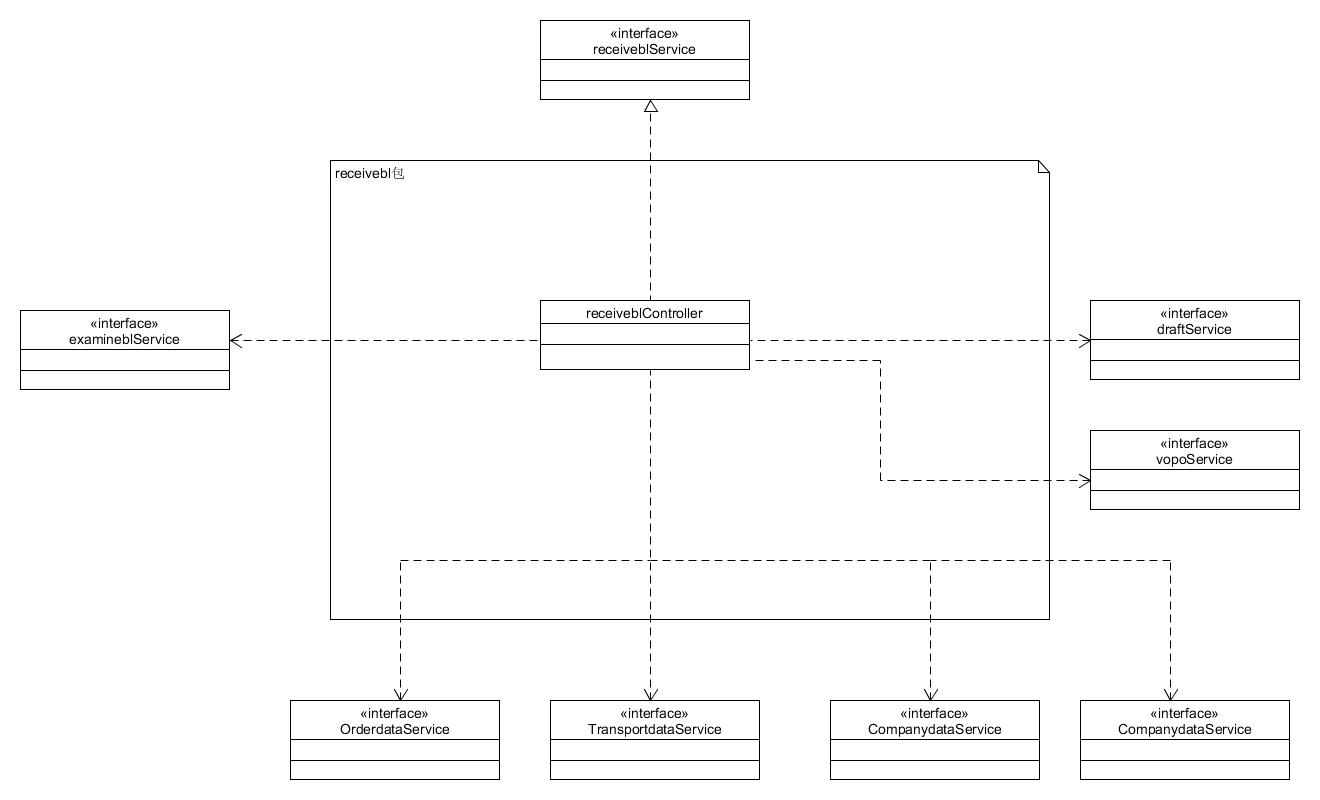 «interface»
receiveblService
receivebl包
receiveblController
«interface»
examineblService
«interface»
draftService
«interface»
vopoService
«interface»
OrderdataService
«interface»
TransportdataService
«interface»
CompanydataService
«interface»
CompanydataService